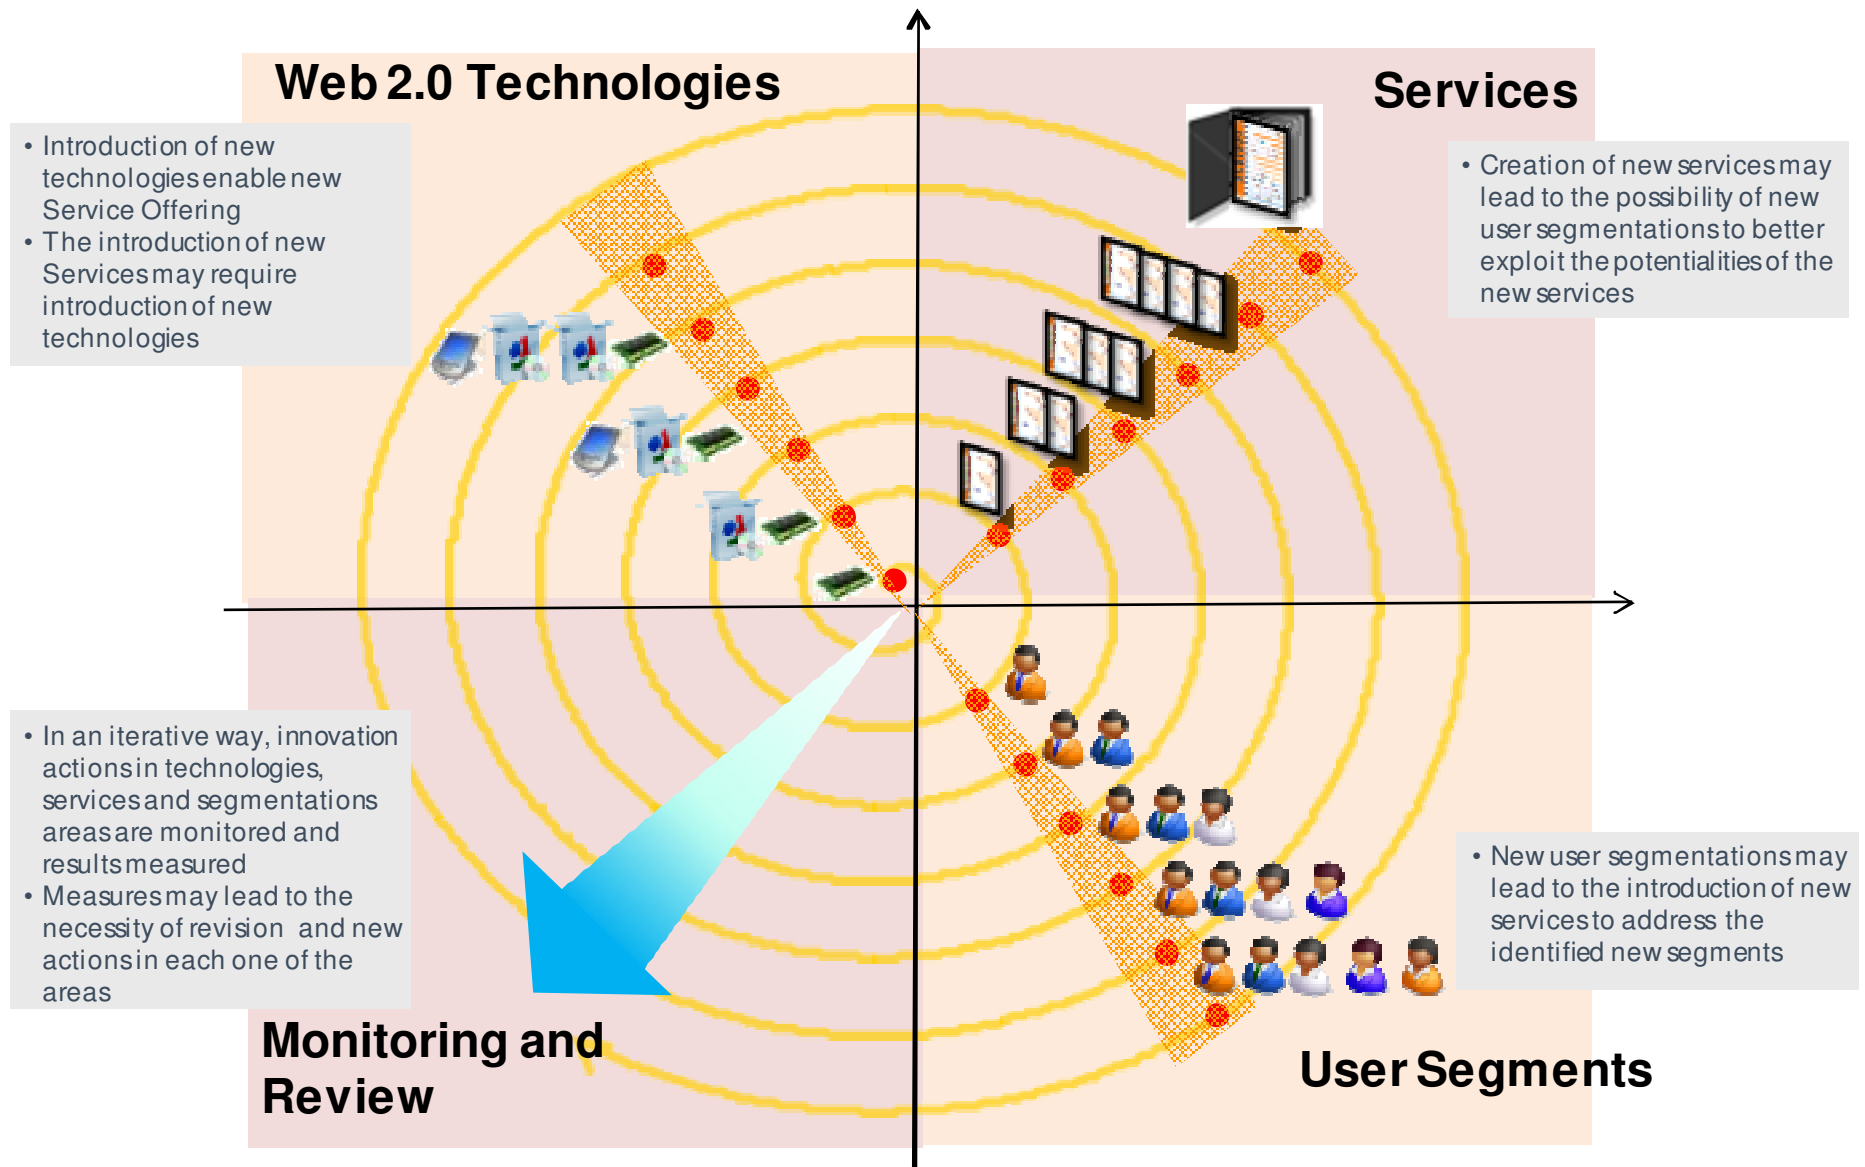 Web 2.0 Technologies
• Introduction of new
technologies enable new
Service Offering
• The introduction of new
Services may require
introduction of new
technologies
Services
• Creation of new services may
lead to the possibility of new
user segmentations to better
exploit the potentialities of the
new services
• In an iterative way, innovation
actions in technologies,
services and segmentations
areas are monitored and
results measured
• Measures may lead to the
necessity of revision and new
actions in each one of the
areas
Monitoring and
Review
• New user segmentations may
lead to the introduction of new
services to address the
identified new segments
User Segments